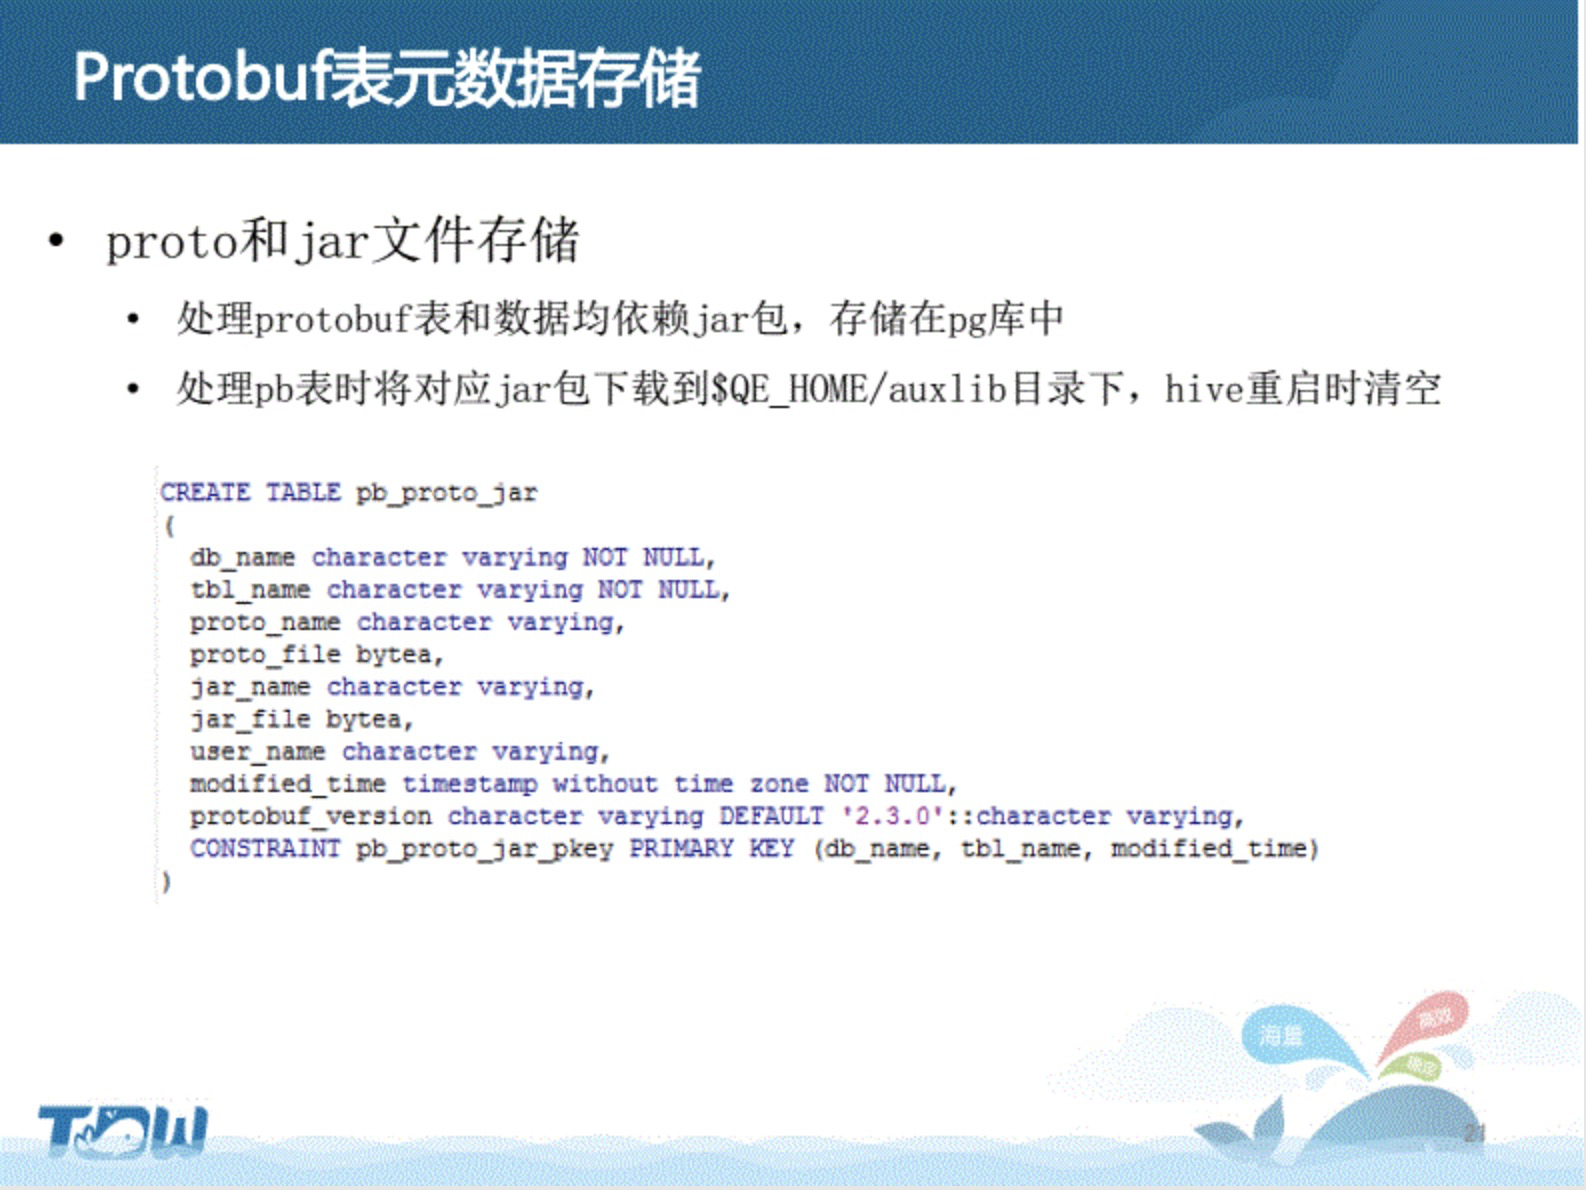 Protobuf表元数据存储
• proto和jar文件存储
• 处理protobuf表和数据均依赖jar包，存储在pg库中
• 处理pb表时将对应jar包下载到$QE_HOME/auxlib目录下，hive重启时清空
CREATE TABLE pb_proto_jar
(
db_name character varying NOT NULL,
tbl_name character varying NOT NULL,
proto_name character varying,
proto_file bytea,
jar_name character varying,
jar_file bytea,
user_name character varying,
modified_time timestamp without time zone NOT NULL,
protobuf_version character varying DEFAULT '2.3.0'::character varying,
CONSTRAINT pb_proto_jar_pkey PRIMARY KEY (db_name, tbl_name, modified_time)
)
海量
高效
TDW
21